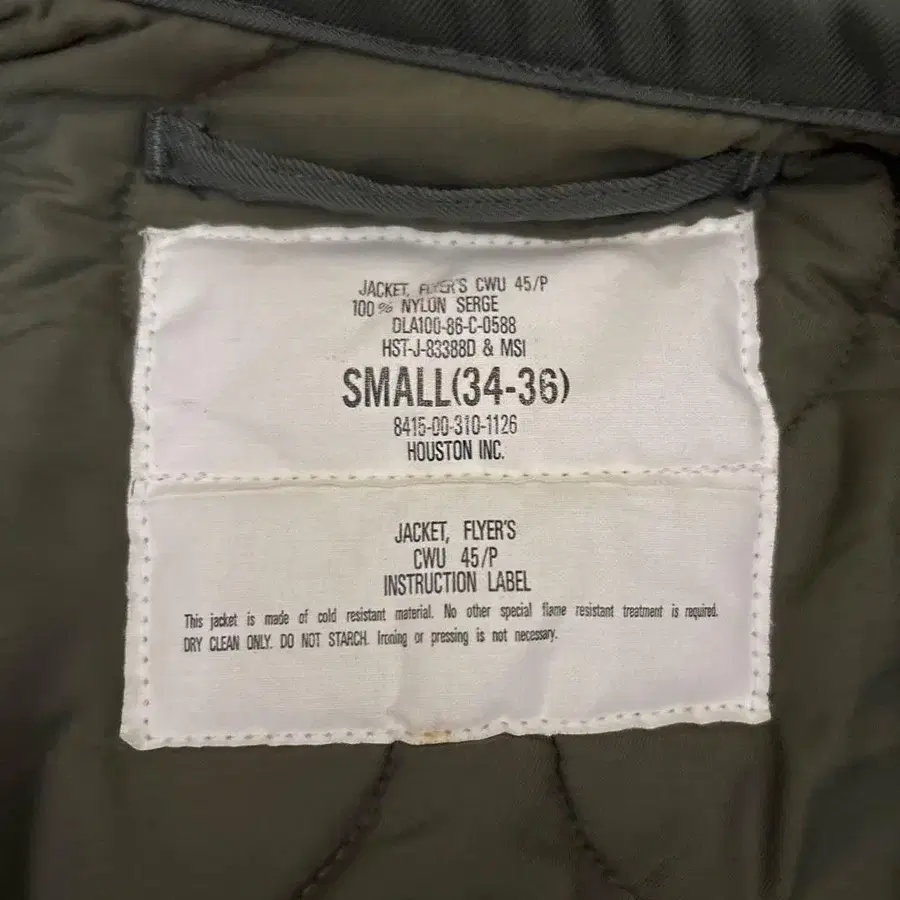 JACKET, FLYER'S CWU 45/P
100% NYLON SERGE
DLA100-86-C-0588
HST-J-83388D & MSI
SMALL(34-36)
8415-00-310-1126
HOUSTON INC.
JACKET, FLYER'S
CWU 45/P
INSTRUCTION LABEL
This jacket is made of cold resistant material. No other special flame resistant treatment is required.
DRY CLEAN ONLY. DO NOT STARCH. Ironing or pressing is not necessary.